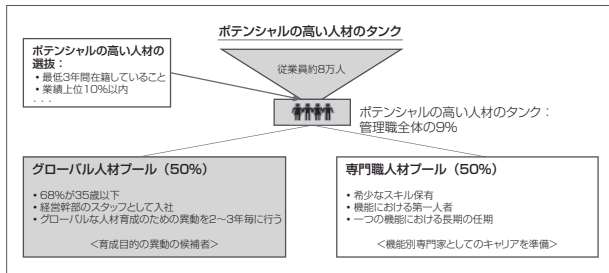 ポテンシャルの高い人材のタンク
ポテンシャルの高い人材の
選抜：
・最低3年間在籍していること
・業績上位10%以内
・・・
従業員約8万人
ポテンシャルの高い人材のタンク：
管理職全体の9%
グローバル人材プール（50%）
・68%が35歳以下
・経営幹部のスタッフとして入社
・グローバルな人材育成のための異動を2〜3年毎に行う
＜育成目的の異動の候補者＞
専門職人材プール（50%）
・希少なスキル保有
・機能における第一人者
・一つの機能における長期の任期
＜機能別専門家としてのキャリアを準備＞